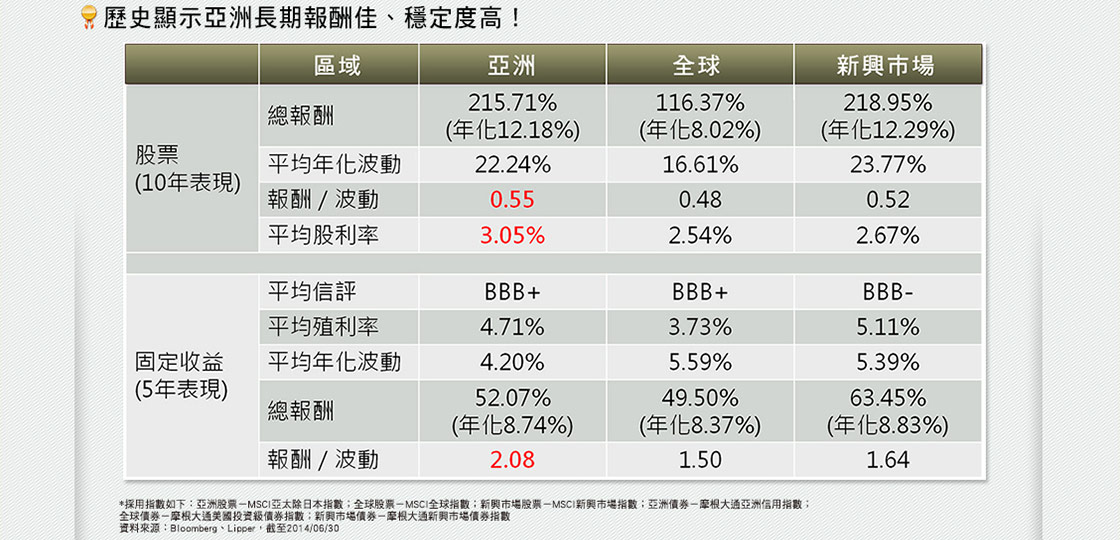 歷史顯示亞洲長期報酬佳、穩定度高！
區域 亞洲 全球 新興市場
股票
(10年表現)
總報酬 215.71% 116.37% 218.95%
(年化12.18%) (年化8.02%) (年化12.29%)
平均年化波動 22.24% 16.61% 23.77%
報酬 / 波動 0.55 0.48 0.52
平均股利率 3.05% 2.54% 2.67%
固定收益
(5年表現)
平均信評 BBB+ BBB+ BBB-
平均殖利率 4.71% 3.73% 5.11%
平均年化波動 4.20% 5.59% 5.39%
總報酬 52.07% 49.50% 63.45%
(年化8.74%) (年化8.37%) (年化8.83%)
報酬 / 波動 2.08 1.50 1.64
*採用指數如下：亞洲股票－MSCI亞太除日本指數；全球股票－MSCI全球指數；新興市場股票－MSCI新興市場指數；亞洲債券－摩根大通亞洲信用指數；
全球債券－摩根大通美國投資級債券指數；新興市場債券－摩根大通新興市場債券指數
資料來源：Bloomberg、Lipper，截至2014/06/30